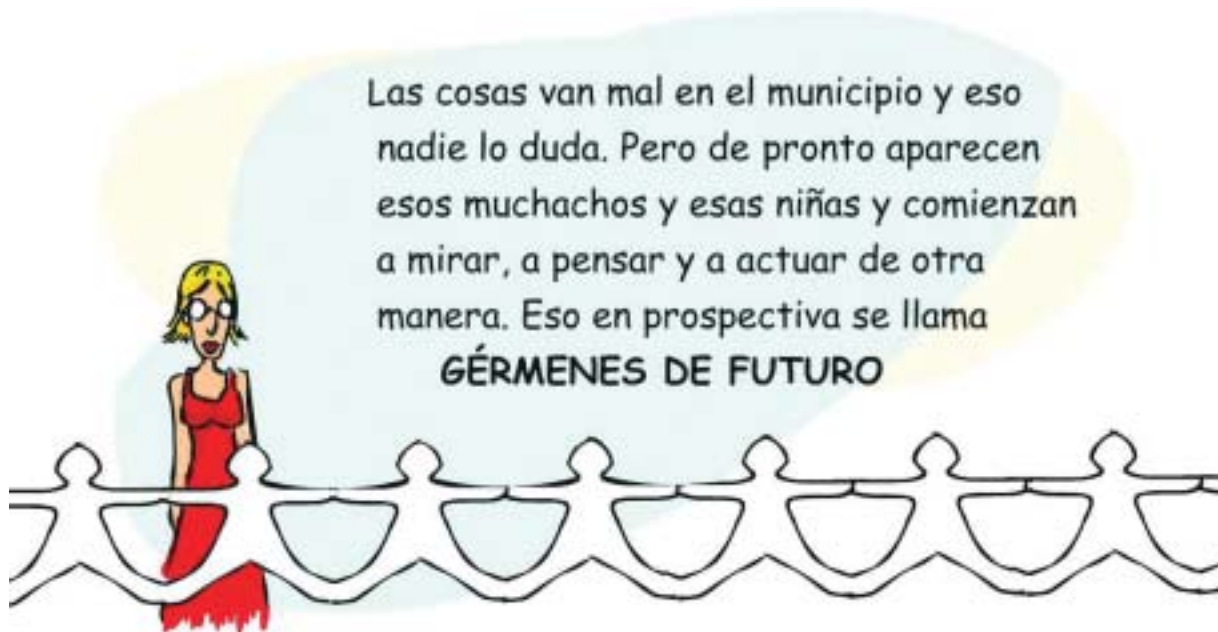 Las cosas van mal en el municipio y eso
nadie lo duda. Pero de pronto aparecen
esos muchachos y esas niñas y comienzan
a mirar, a pensar y a actuar de otra
manera. Eso en prospectiva se llama
GÉRMENES DE FUTURO